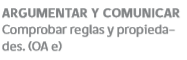 ARGUMENTAR Y COMUNICAR
Comprobar reglas y propieda-
des. (OA e)